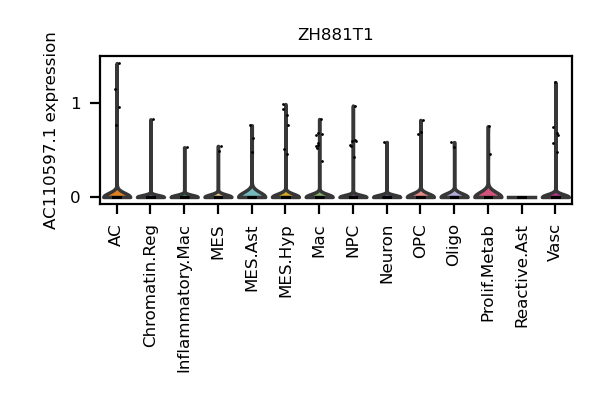 ZH881T1
AC110597.1 expression
1
0
AC
Chromatin.Reg
Inflammatory.Mac
MES
MES.Ast
MES.Hyp
Mac
NPC
Neuron
OPC
Oligo
Prolif.Metab
Reactive.Ast
Vasc